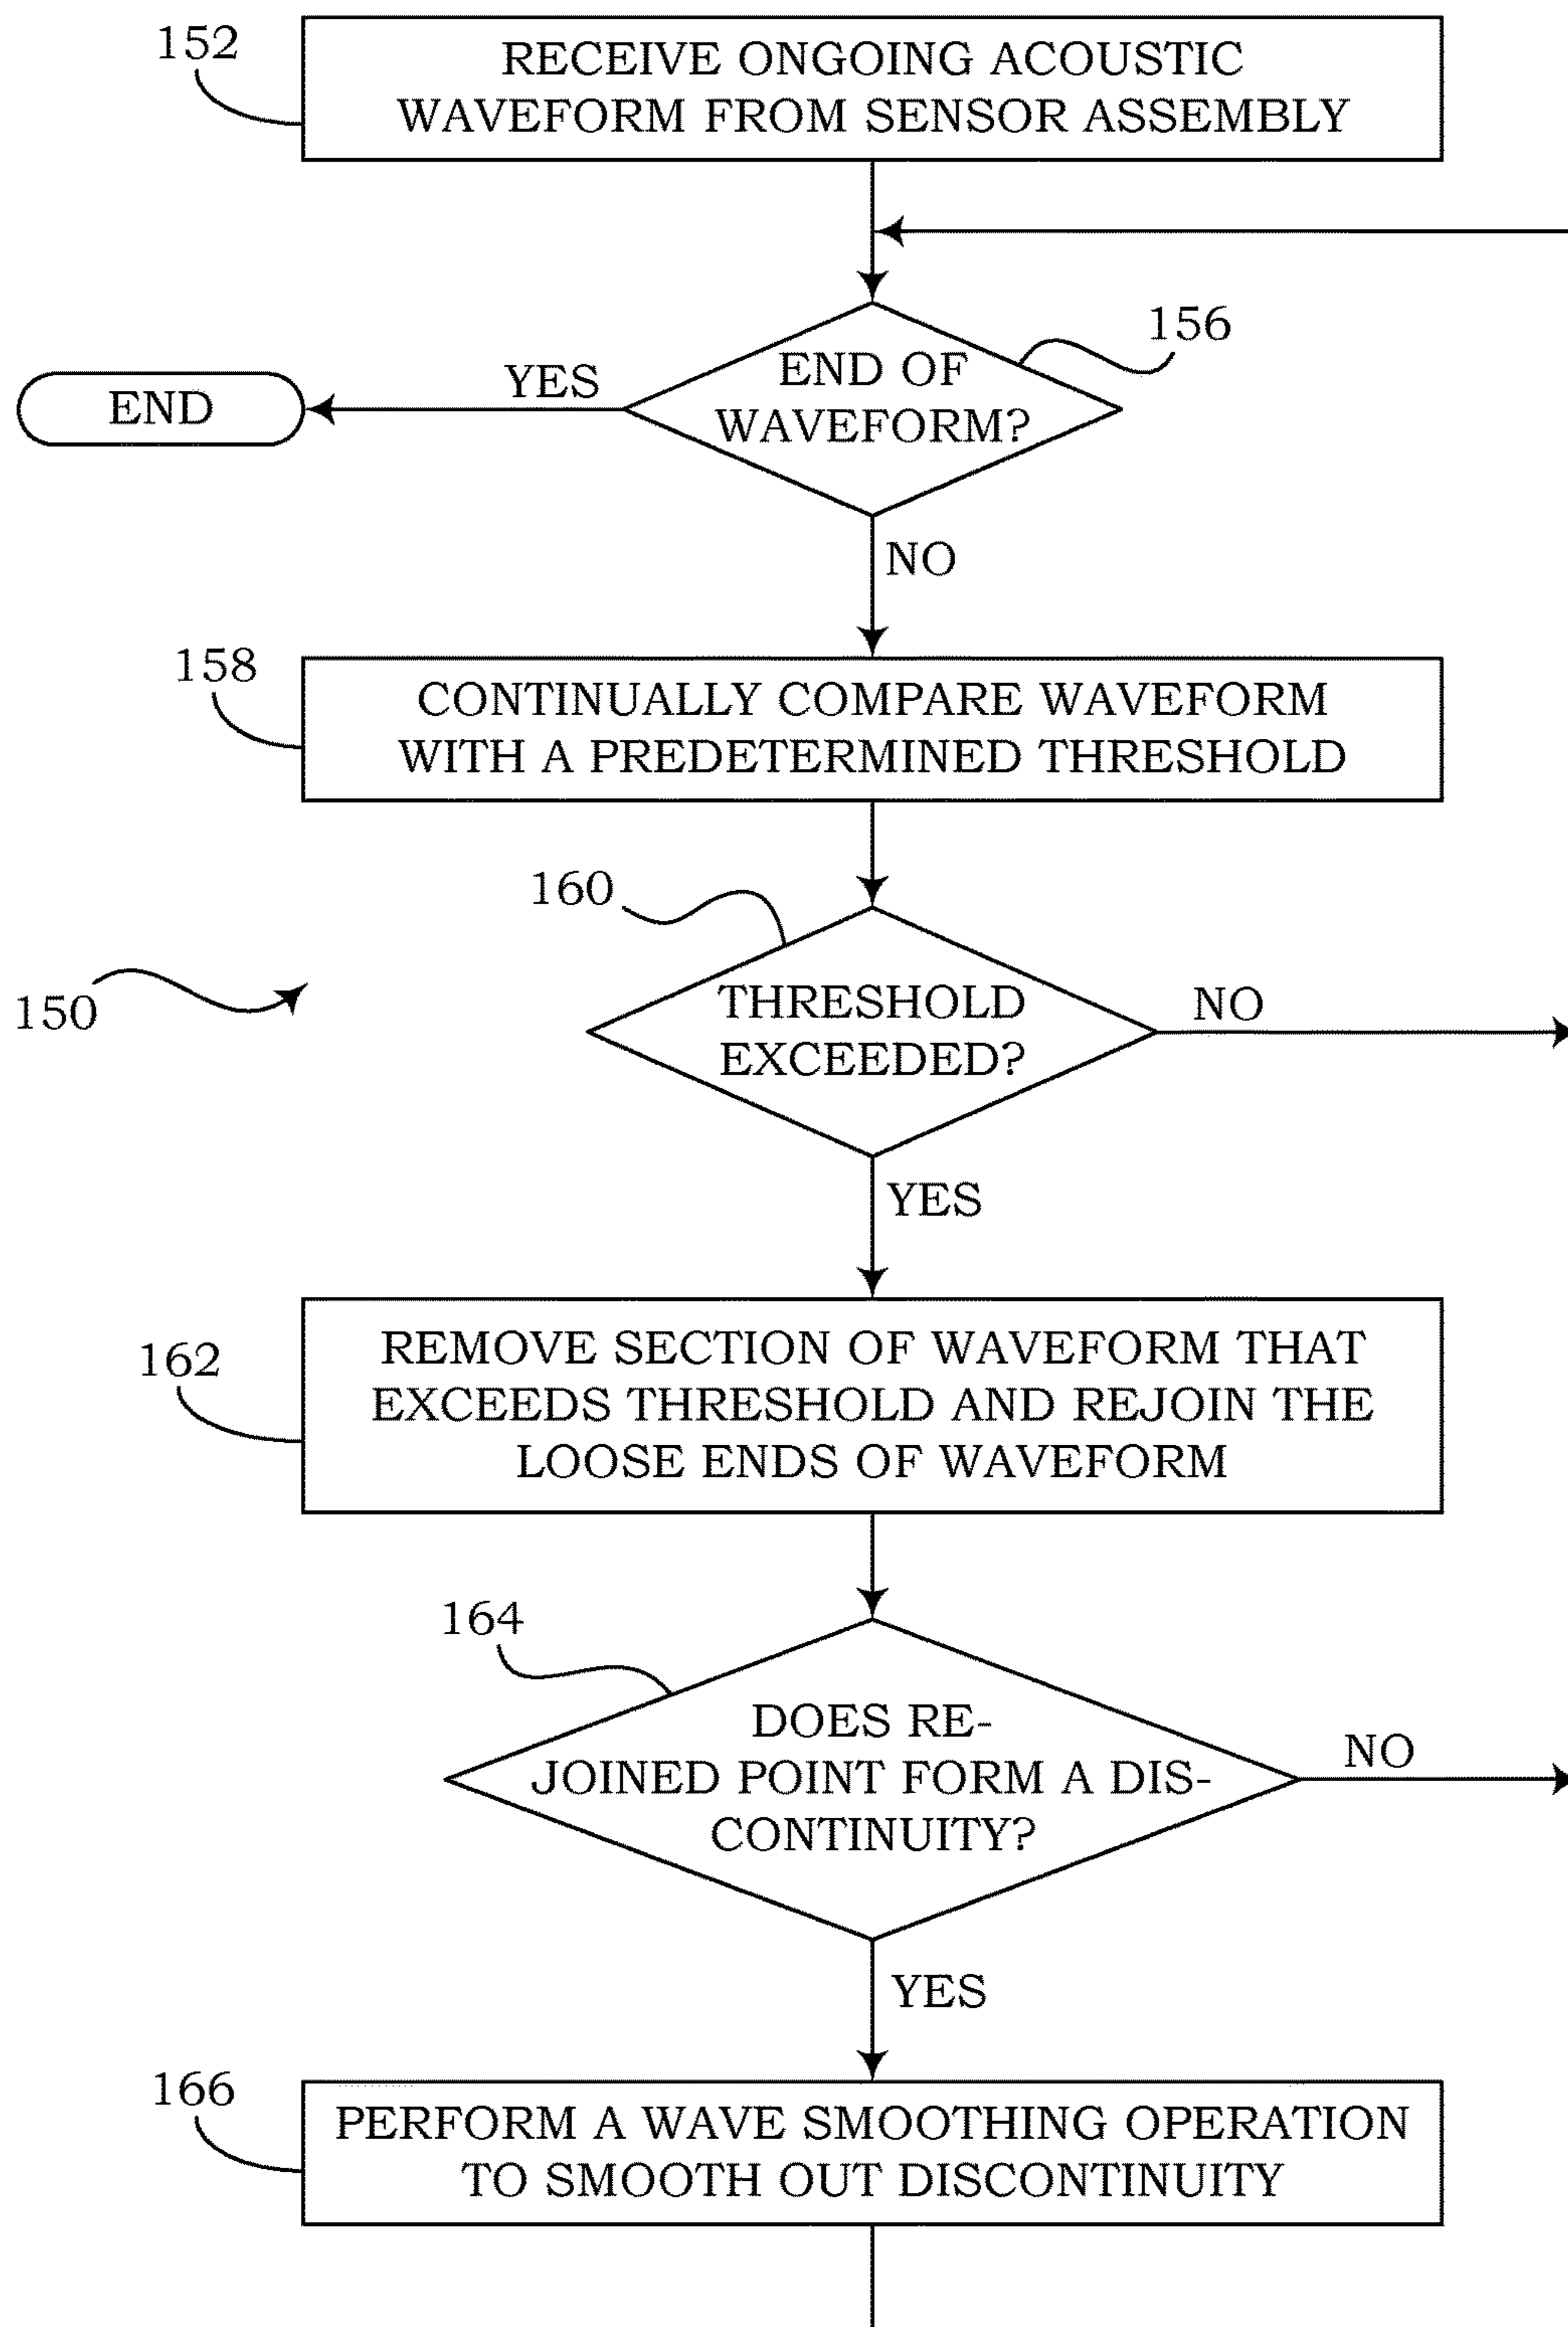 152
RECEIVE ONGOING ACOUSTIC
WAVEFORM FROM SENSOR ASSEMBLY
156
END OF
WAVEFORM?
YES
END
NO
158
CONTINUALLY COMPARE WAVEFORM
WITH A PREDETERMINED THRESHOLD
160
150
THRESHOLD
EXCEEDED?
NO
YES
162
REMOVE SECTION OF WAVEFORM THAT
EXCEEDS THRESHOLD AND REJOIN THE
LOOSE ENDS OF WAVEFORM
164
DOES RE-
JOINED POINT FORM A DIS-
CONTINUITY?
NO
YES
166
PERFORM A WAVE SMOOTHING OPERATION
TO SMOOTH OUT DISCONTINUITY